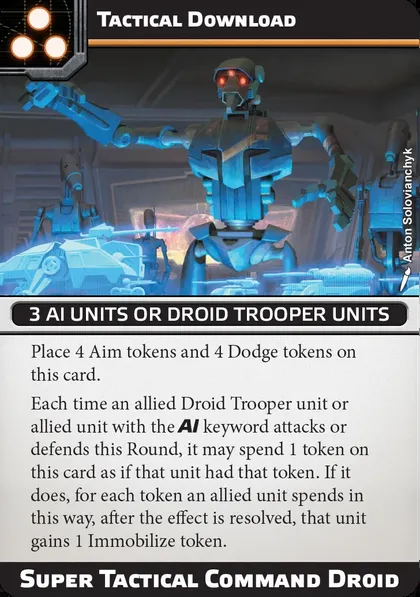 Tactical Download
Anton Solovianchyk
3 AI UNITS OR DROID TROOPER UNITS
Place 4 Aim tokens and 4 Dodge tokens on
this card.
Each time an allied Droid Trooper unit or
allied unit with the AI keyword attacks or
defends this Round, it may spend 1 token on
this card as if that unit had that token. If it
does, for each token an allied unit spends in
this way, after the effect is resolved, that unit
gains 1 Immobilize token.
Super Tactical Command Droid